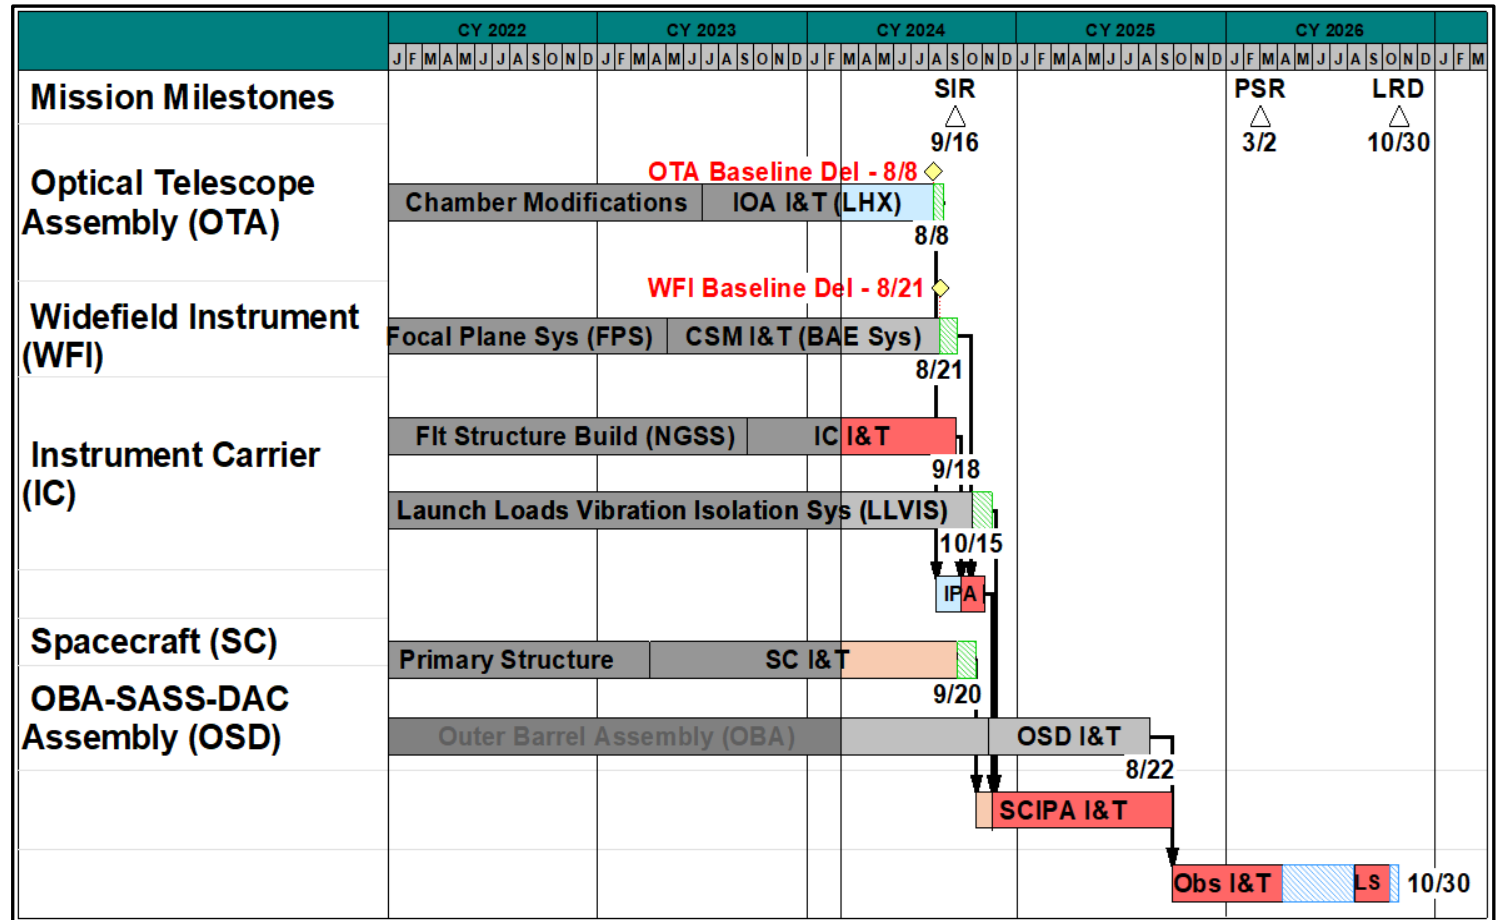 CY 2022 CY 2023 CY 2024 CY 2025 CY 2026
J F M A M J J A S O N D J F M A M J J A S O N D J F M A M J J A S O N D J F M A M J J A S O N D J F M A M J J A S O N D J F M
Mission Milestones
SIR PSR LRD
9/16 3/2 10/30
Optical Telescope
Assembly (OTA)
OTA Baseline Del - 8/8
Chamber Modifications IOA I&T (LHX)
8/8
Widefield Instrument
(WFI)
WFI Baseline Del - 8/21
Focal Plane Sys (FPS) CSM I&T (BAE Sys)
8/21
Instrument Carrier
(IC)
Flt Structure Build (NGSS) IC I&T
9/18
Launch Loads Vibration Isolation Sys (LLVIS)
10/15
IPA
Spacecraft (SC)
Primary Structure SC I&T
9/20
OBA-SASS-DAC
Assembly (OSD)
Outer Barrel Assembly (OBA) OSD I&T
8/22
SCIPA I&T
Obs I&T LS 10/30